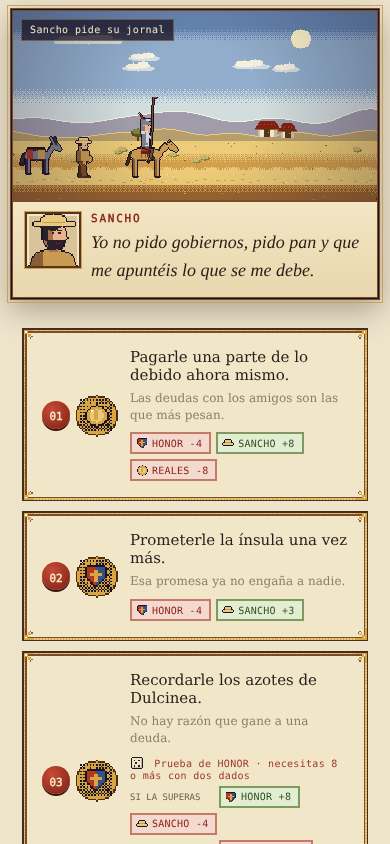 Sancho pide su jornal
SANCHO
Yo no pido gobiernos, pido pan y que
me apuntéis lo que se me debe.
01
Pagarle una parte de lo
debido ahora mismo.
Las deudas con los amigos son las
que más pesan.
HONOR -4
SANCHO +8
REALES -8
02
Prometerle la ínsula una vez
más.
Esa promesa ya no engaña a nadie.
HONOR -4
SANCHO +3
03
Recordarle los azotes de
Dulcinea.
No hay razón que gane a una
deuda.
Prueba de HONOR · necesitas 8
o más con dos dados
SI LA SUPERAS
HONOR +8
SANCHO -4